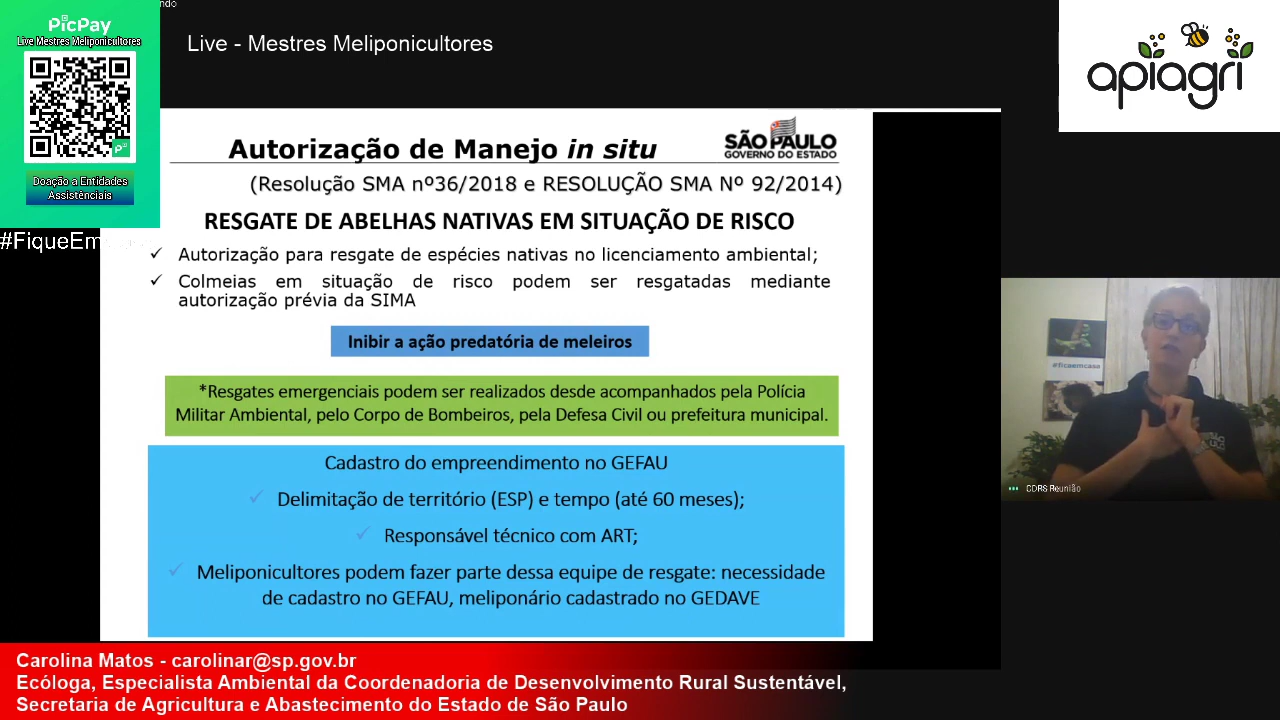 ndo
PicPay
Live Mestres Meliponicultores
Doação a Entidades
Assistênciais
#FiqueEm
Live - Mestres Meliponicultores
apiagri
Autorização de Manejo in situ
SÃO PAULO
GOVERNO DO ESTADO
(Resolução SMA nº36/2018 e RESOLUÇÃO SMA Nº 92/2014)
RESGATE DE ABELHAS NATIVAS EM SITUAÇÃO DE RISCO
✓ Autorização para resgate de espécies nativas no licenciamento ambiental;
✓ Colmeias em situação de risco podem ser resgatadas mediante
autorização prévia da SIMA
Inibir a ação predatória de meleiros
*Resgates emergenciais podem ser realizados desde acompanhados pela Polícia
Militar Ambiental, pelo Corpo de Bombeiros, pela Defesa Civil ou prefeitura municipal.
Cadastro do empreendimento no GEFAU
✓ Delimitação de território (ESP) e tempo (até 60 meses);
✓ Responsável técnico com ART;
✓ Meliponicultores podem fazer parte dessa equipe de resgate: necessidade
de cadastro no GEFAU, meliponário cadastrado no GEDAVE
#ficaemcasa
CDRS Reunião
Carolina Matos - carolinar@sp.gov.br
Ecóloga, Especialista Ambiental da Coordenadoria de Desenvolvimento Rural Sustentável,
Secretaria de Agricultura e Abastecimento do Estado de São Paulo